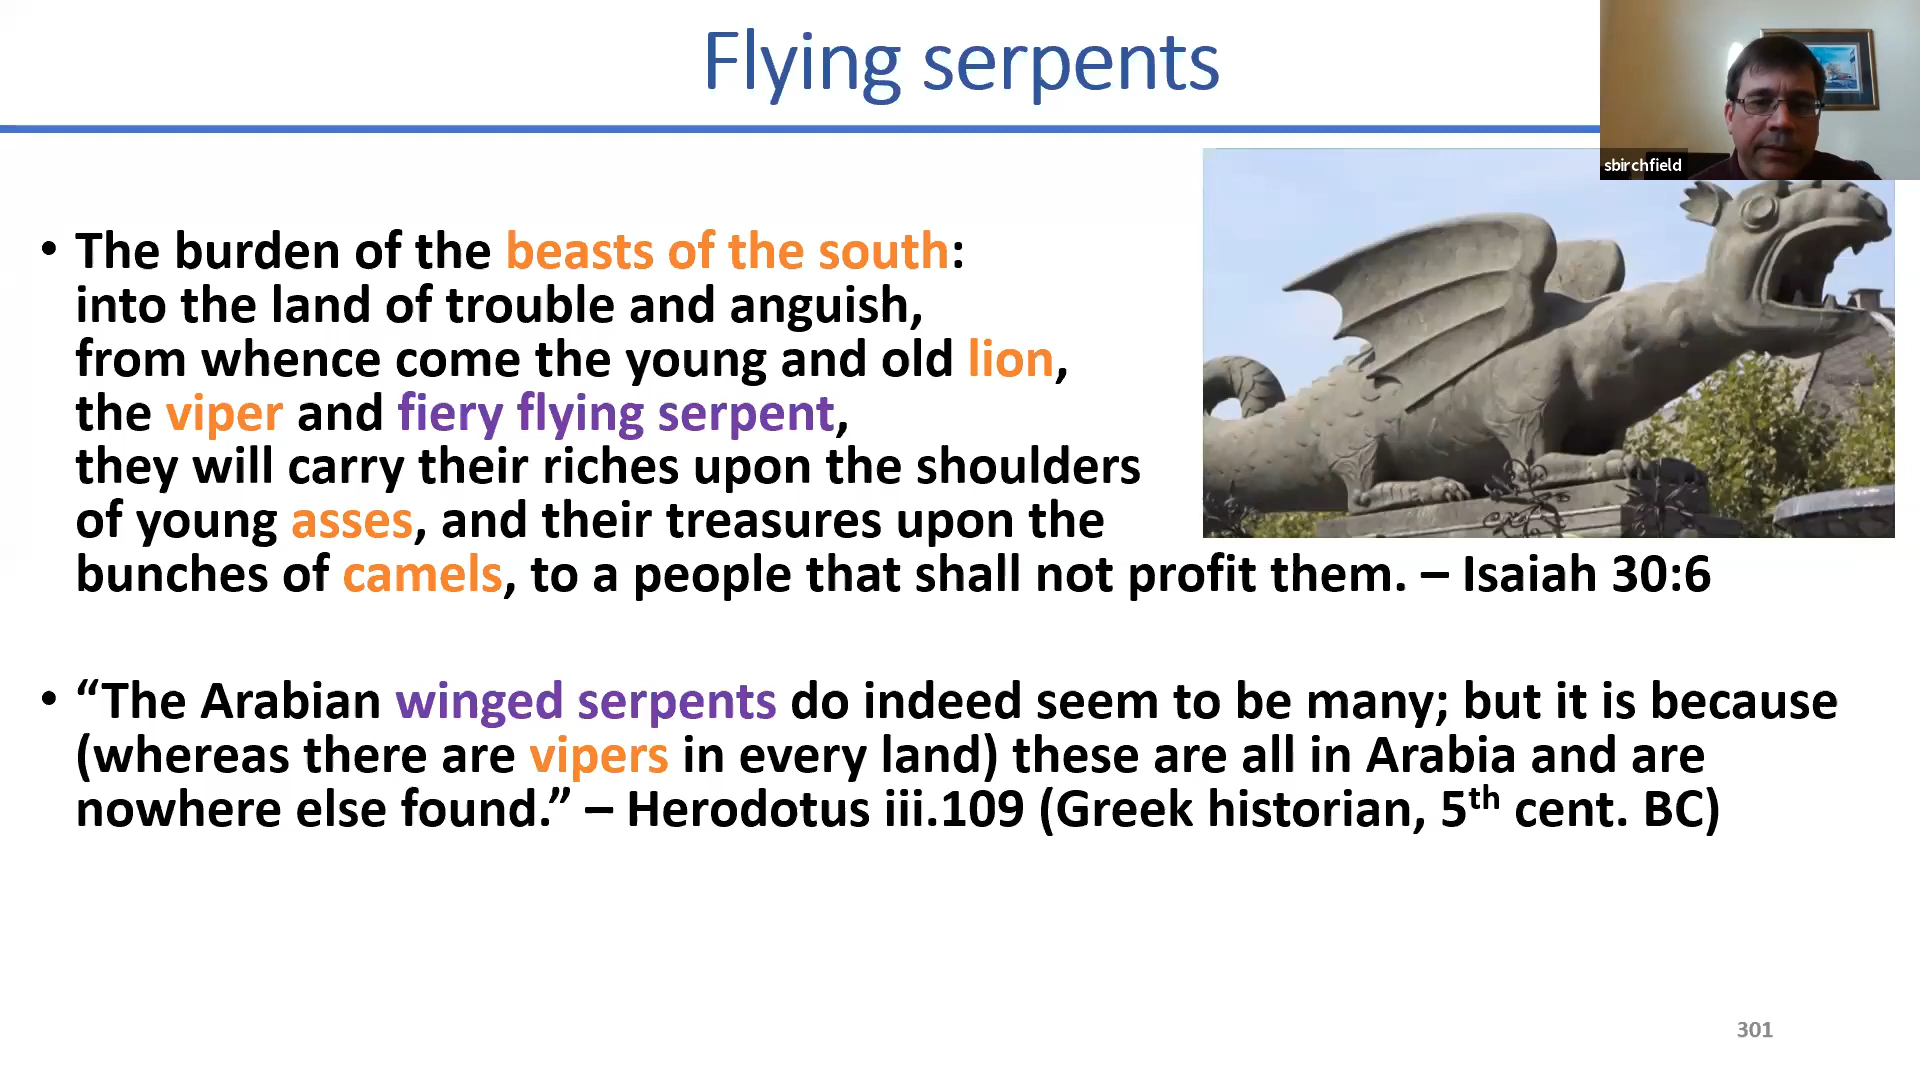 Flying serpents
sbirchfield
• The burden of the beasts of the south:
into the land of trouble and anguish,
from whence come the young and old lion,
the viper and fiery flying serpent,
they will carry their riches upon the shoulders
of young asses, and their treasures upon the
bunches of camels, to a people that shall not profit them. – Isaiah 30:6
• “The Arabian winged serpents do indeed seem to be many; but it is because
(whereas there are vipers in every land) these are all in Arabia and are
nowhere else found.” – Herodotus iii.109 (Greek historian, 5th cent. BC)
301